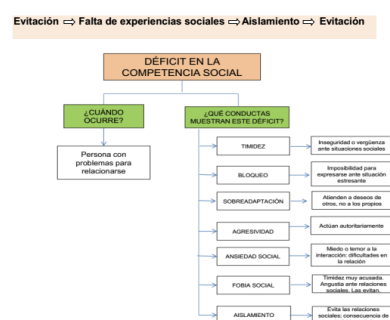 Evitación ⇨ Falta de experiencias sociales ⇨ Aislamiento ⇨ Evitación
DÉFICIT EN LA
COMPETENCIA SOCIAL
¿CUÁNDO
OCURRE?
Persona con
problemas para
relacionarse
¿QUÉ CONDUCTAS
MUESTRAN ESTE DÉFICIT?
TIMIDEZ
Inseguridad o vergüenza
ante situaciones sociales
BLOQUEO
Imposibilidad para
expresarse ante situación
estresante
SOBREADAPTACIÓN
Atienden a deseos de
otros, no a los propios
AGRESIVIDAD
Actúan autoritariamente
ANSIEDAD SOCIAL
Miedo o temor a la
interacción: dificultades en
la relación
FOBIA SOCIAL
Timidez muy acusada.
Angustia ante relaciones
sociales. Las evitan.
AISLAMIENTO
Evita las relaciones
sociales; consecuencia de